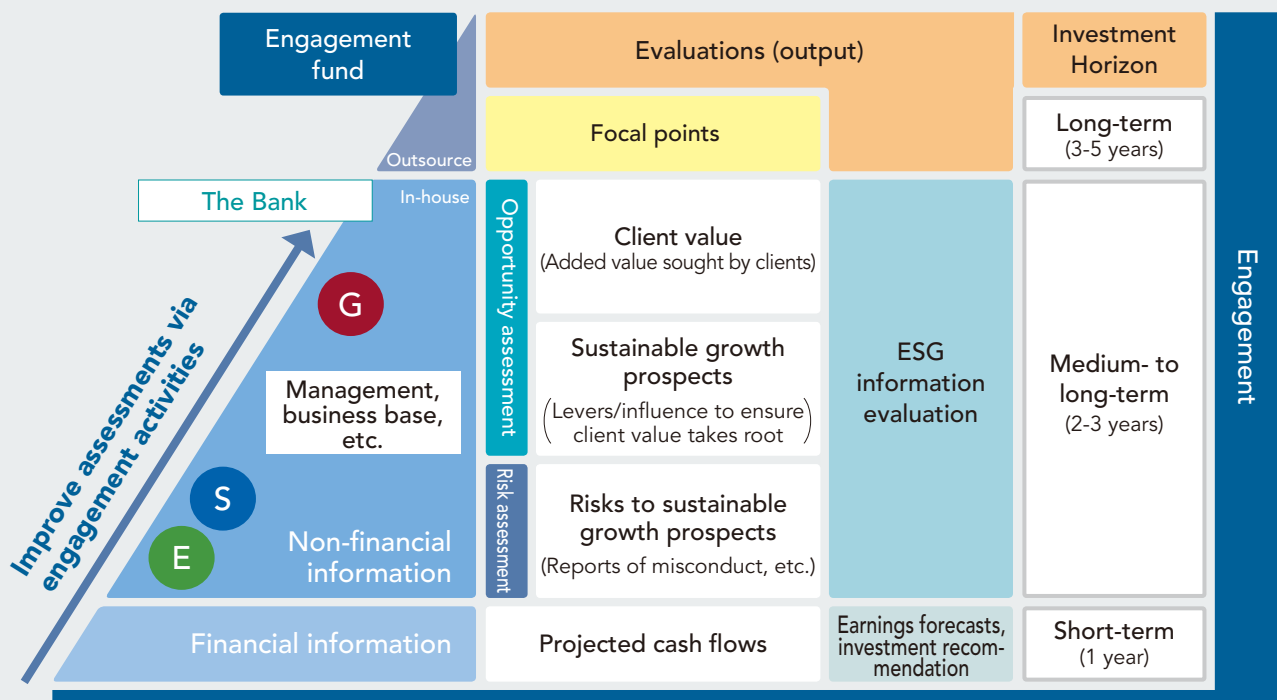 Engagement
fund
Evaluations (output)
Investment
Horizon
Focal points
Long-term
(3-5 years)
Outsource
The Bank
In-house
Opportunity assessment
Client value
(Added value sought by clients)
G
Sustainable growth
prospects
(Levers/influence to ensure
client value takes root)
ESG
information
evaluation
Medium- to
long-term
(2-3 years)
Engagement
Improve assessments via
engagement activities
Management,
business base,
etc.
S
E
Non-financial
information
Risk assessment
Risks to sustainable
growth prospects
(Reports of misconduct, etc.)
Financial information
Projected cash flows
Earnings forecasts,
investment recom-
mendation
Short-term
(1 year)